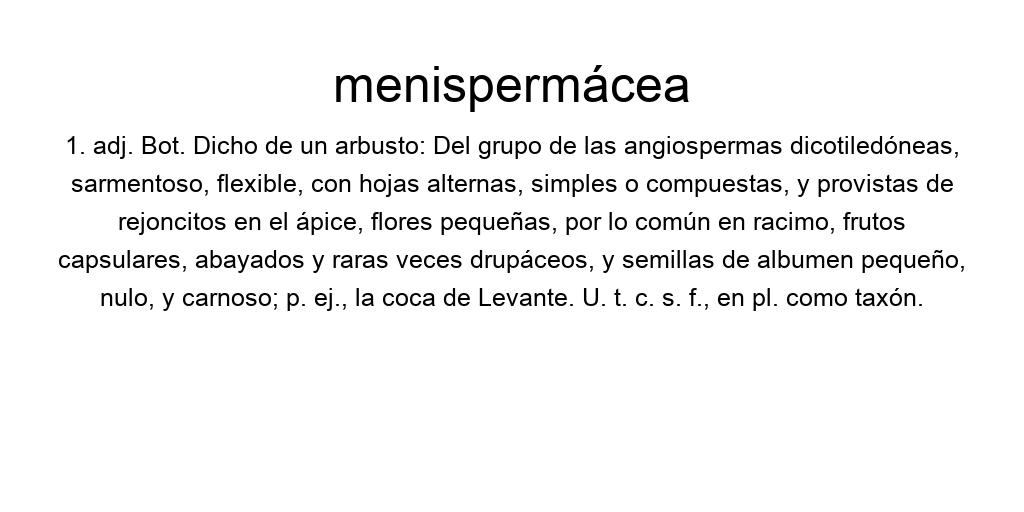 menispermácea
1. adj. Bot. Dicho de un arbusto: Del grupo de las angiospermas dicotiledóneas,
sarmentoso, flexible, con hojas alternas, simples o compuestas, y provistas de
rejoncitos en el ápice, flores pequeñas, por lo común en racimo, frutos
capsulares, abayados y raras veces drupáceos, y semillas de albumen pequeño,
nulo, y carnoso; p. ej., la coca de Levante. U. t. c. s. f., en pl. como taxón.